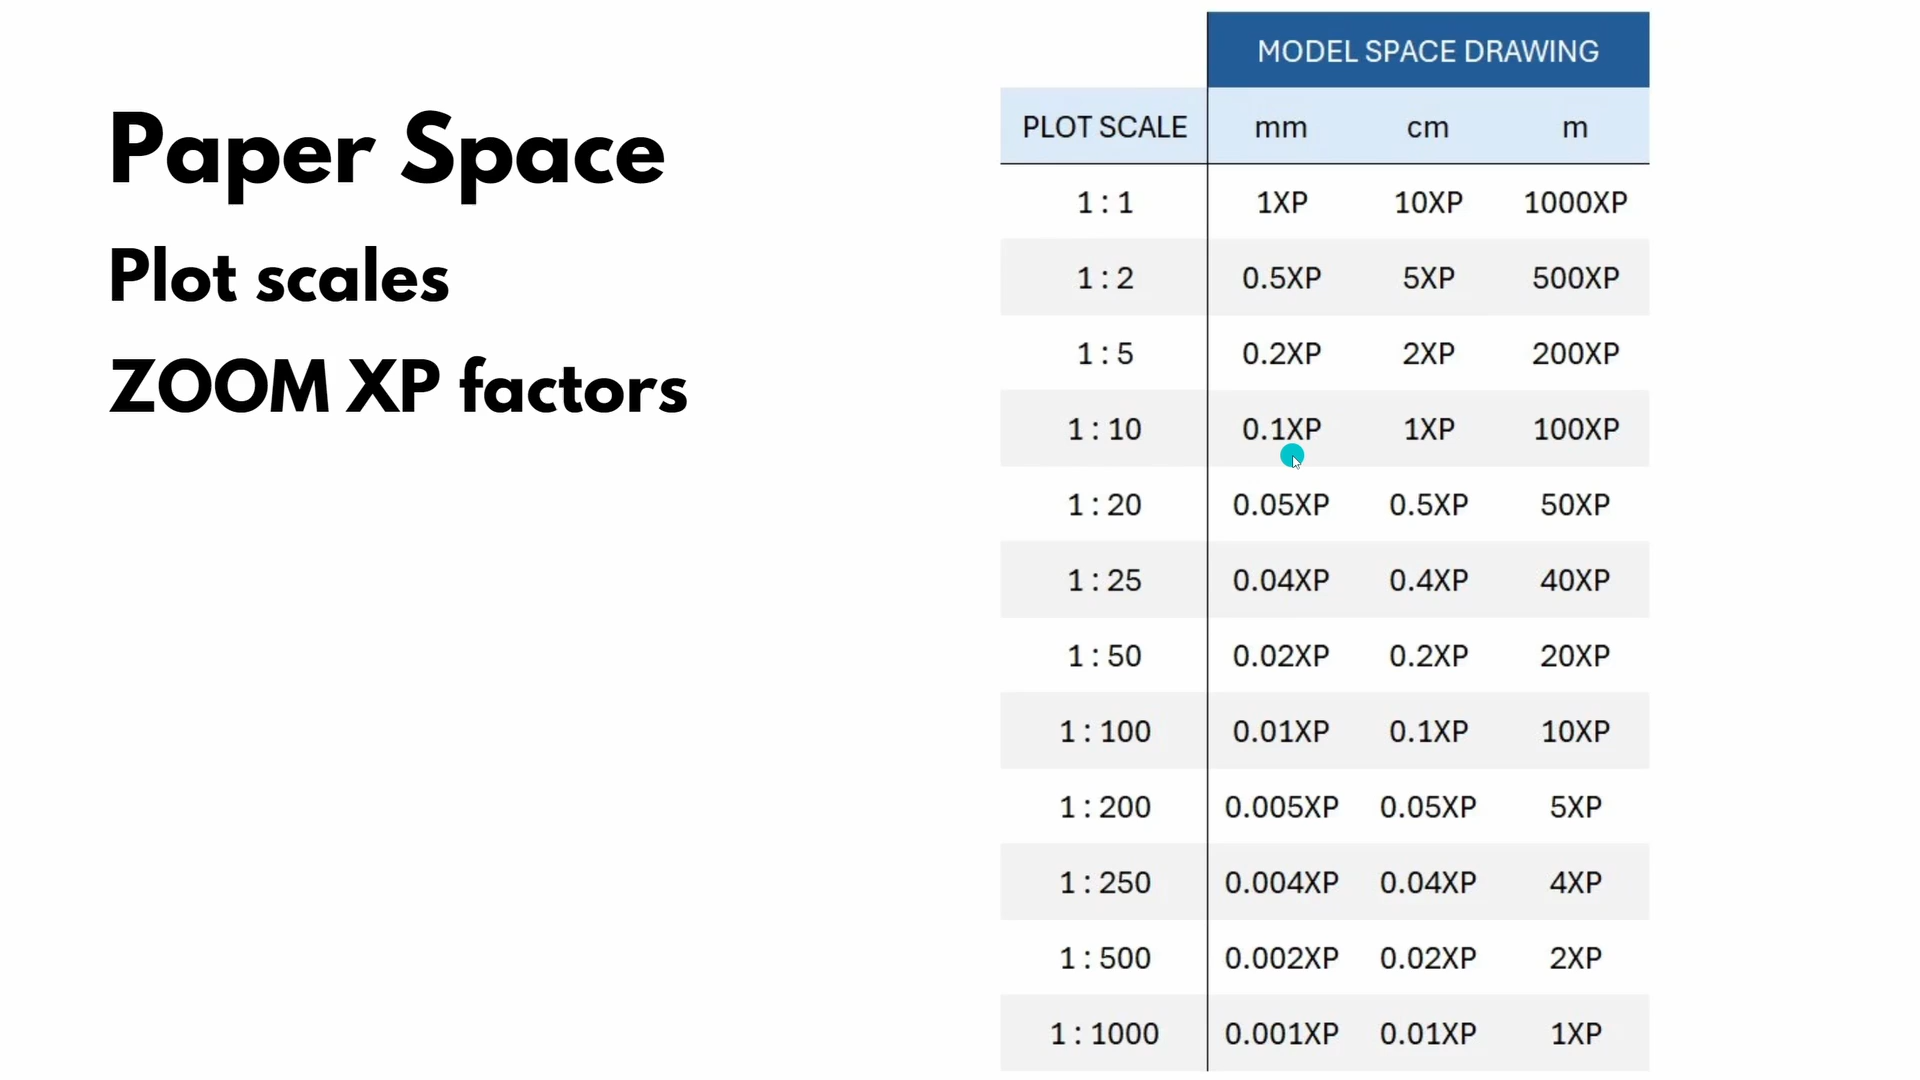 Paper Space
Plot scales
ZOOM XP factors
MODEL SPACE DRAWING
PLOT SCALE mm cm m
1 : 1 1XP 10XP 1000XP
1 : 2 0.5XP 5XP 500XP
1 : 5 0.2XP 2XP 200XP
1 : 10 0.1XP 1XP 100XP
1 : 20 0.05XP 0.5XP 50XP
1 : 25 0.04XP 0.4XP 40XP
1 : 50 0.02XP 0.2XP 20XP
1 : 100 0.01XP 0.1XP 10XP
1 : 200 0.005XP 0.05XP 5XP
1 : 250 0.004XP 0.04XP 4XP
1 : 500 0.002XP 0.02XP 2XP
1 : 1000 0.001XP 0.01XP 1XP